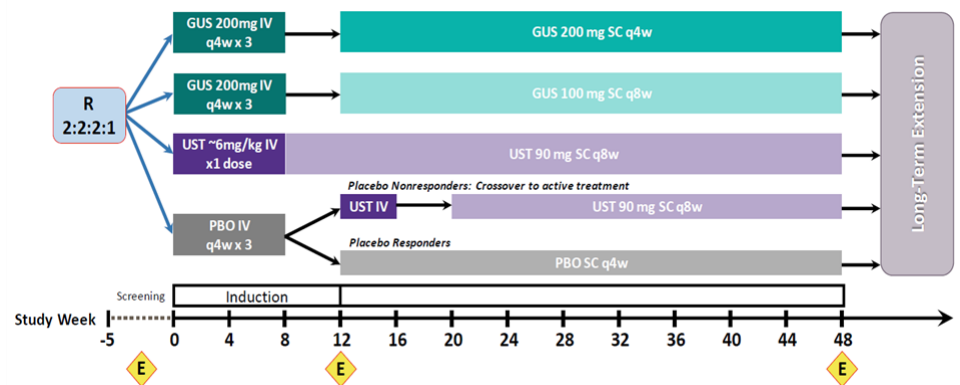 GUS 200mg IV
q4w x 3
GUS 200 mg SC q4w
GUS 200mg IV
q4w x 3
GUS 100 mg SC q8w
R
2:2:2:1
UST ~6mg/kg IV
x1 dose
UST 90 mg SC q8w
Placebo Nonresponders: Crossover to active treatment
UST IV
UST 90 mg SC q8w
PBO IV
q4w x 3
Placebo Responders
PBO SC q4w
Long-Term Extension
Screening
Induction
Study Week
-5 0 4 8 12 16 20 24 28 32 36 40 44 48
E E E